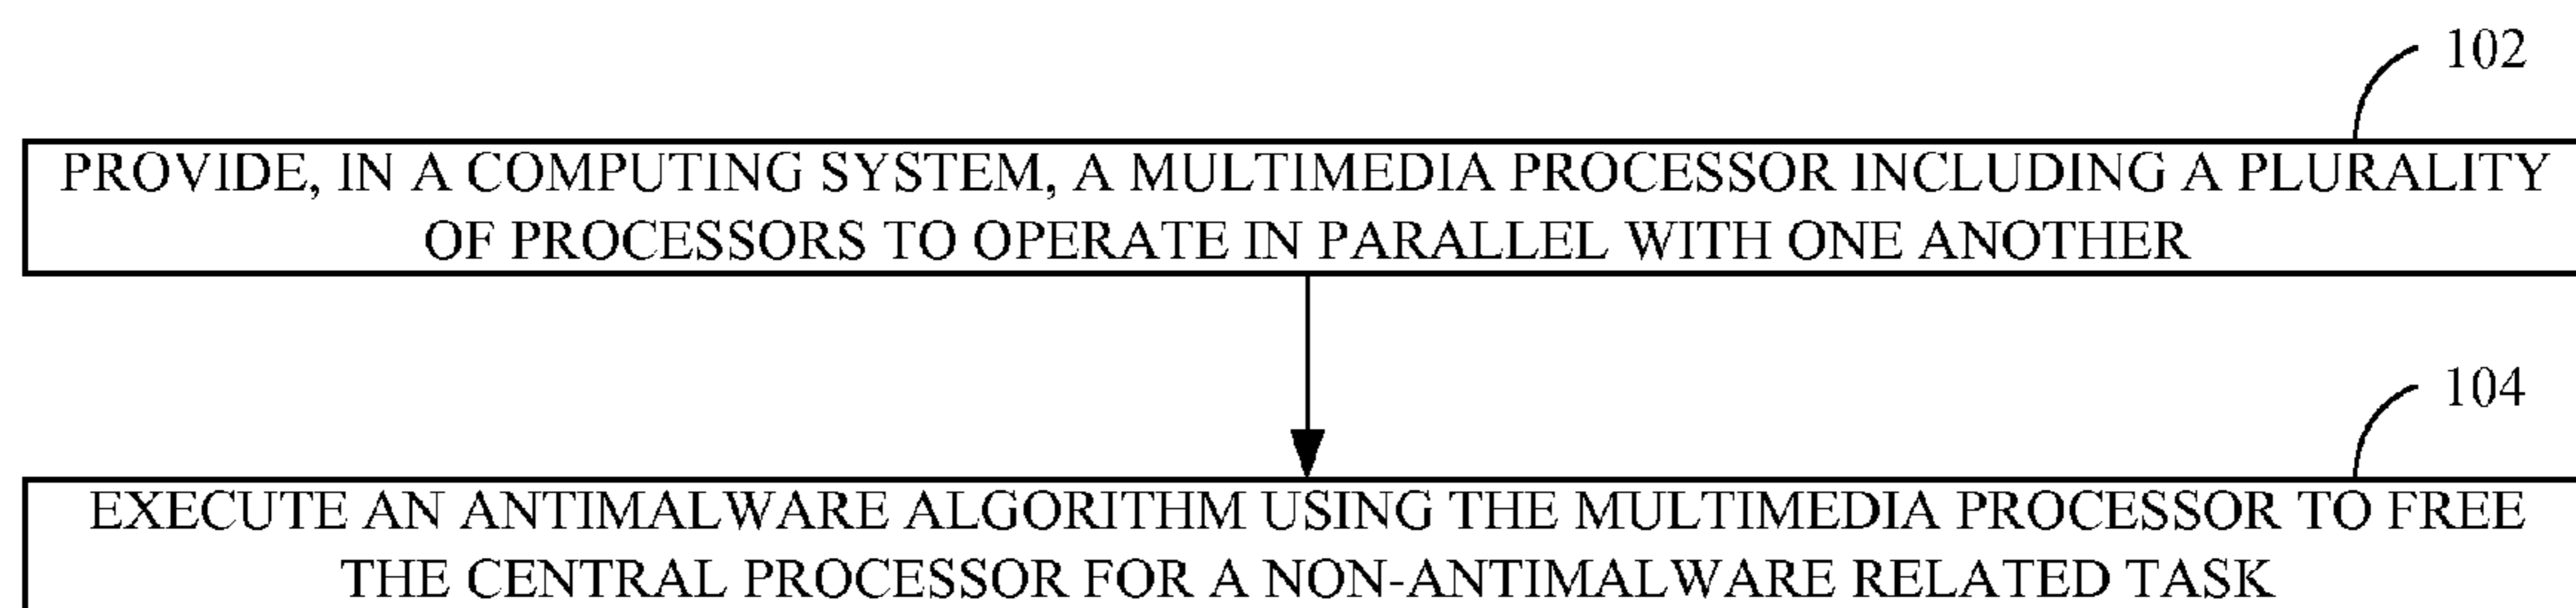 102
PROVIDE, IN A COMPUTING SYSTEM, A MULTIMEDIA PROCESSOR INCLUDING A PLURALITY
OF PROCESSORS TO OPERATE IN PARALLEL WITH ONE ANOTHER
104
EXECUTE AN ANTIMALWARE ALGORITHM USING THE MULTIMEDIA PROCESSOR TO FREE
THE CENTRAL PROCESSOR FOR A NON-ANTIMALWARE RELATED TASK